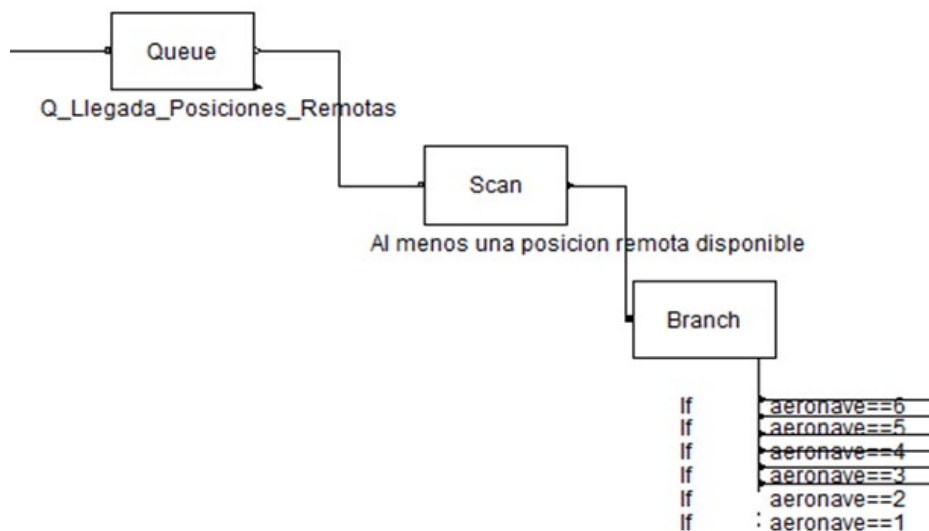 Queue
Q_Llegada_Posiciones_Remotas
Scan
Al menos una posicion remota disponible
Branch
If aeronave==6
If aeronave==5
If aeronave==4
If aeronave==3
If aeronave==2
If aeronave==1